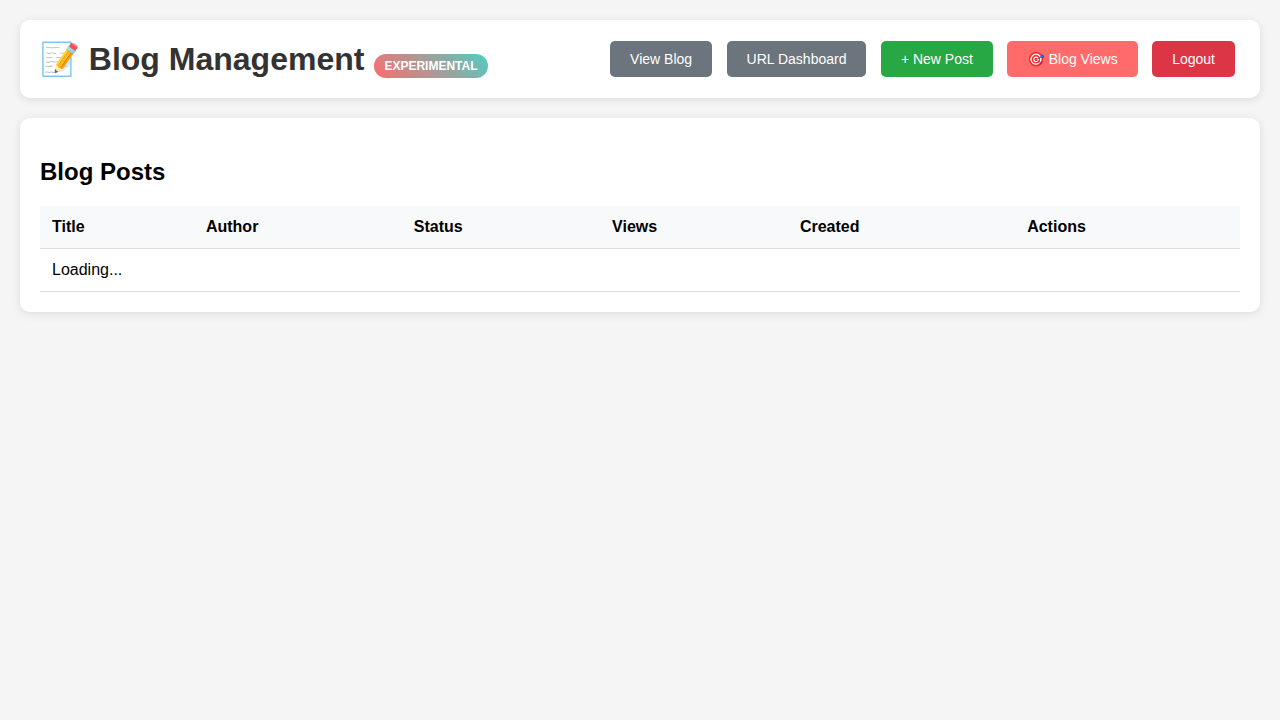 📝 Blog Management EXPERIMENTAL
View Blog URL Dashboard + New Post 🎯 Blog Views Logout
Blog Posts
Title Author Status Views Created Actions
Loading...